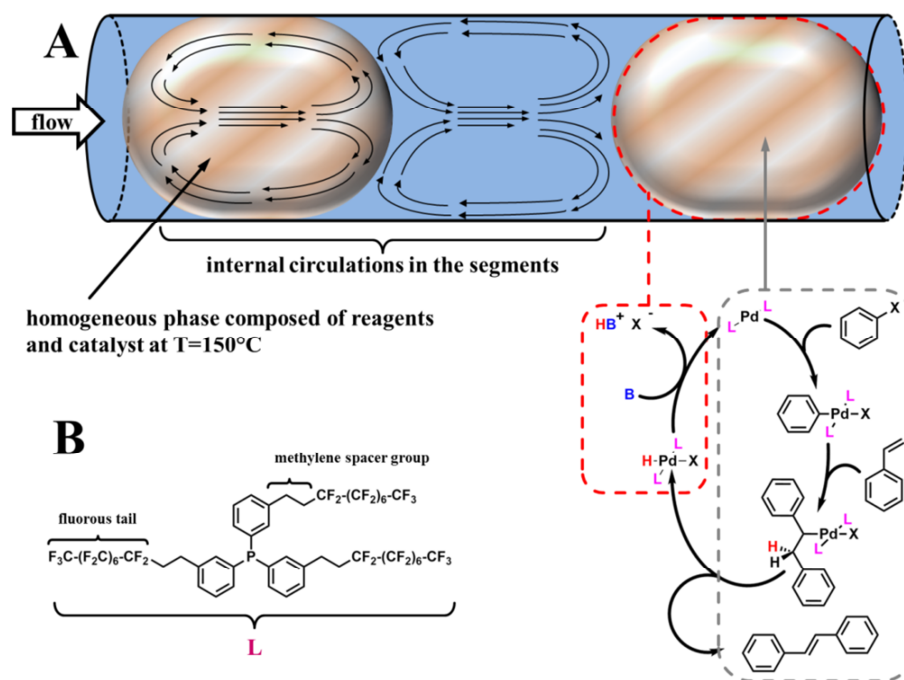 A
flow
internal circulations in the segments
homogeneous phase composed of reagents
and catalyst at T=150°C
HB⁺ X⁻
B
L
Pd
L
X
L
Pd-X
L
L
H-Pd-X
L
L
Pd
X
L
H
H
B
methylene spacer group
CF₂-(CF₂)₆-CF₃
fluorous tail
F₃C-(F₂C)₆-CF₂
P
CF₂-(CF₂)₆-CF₃
L